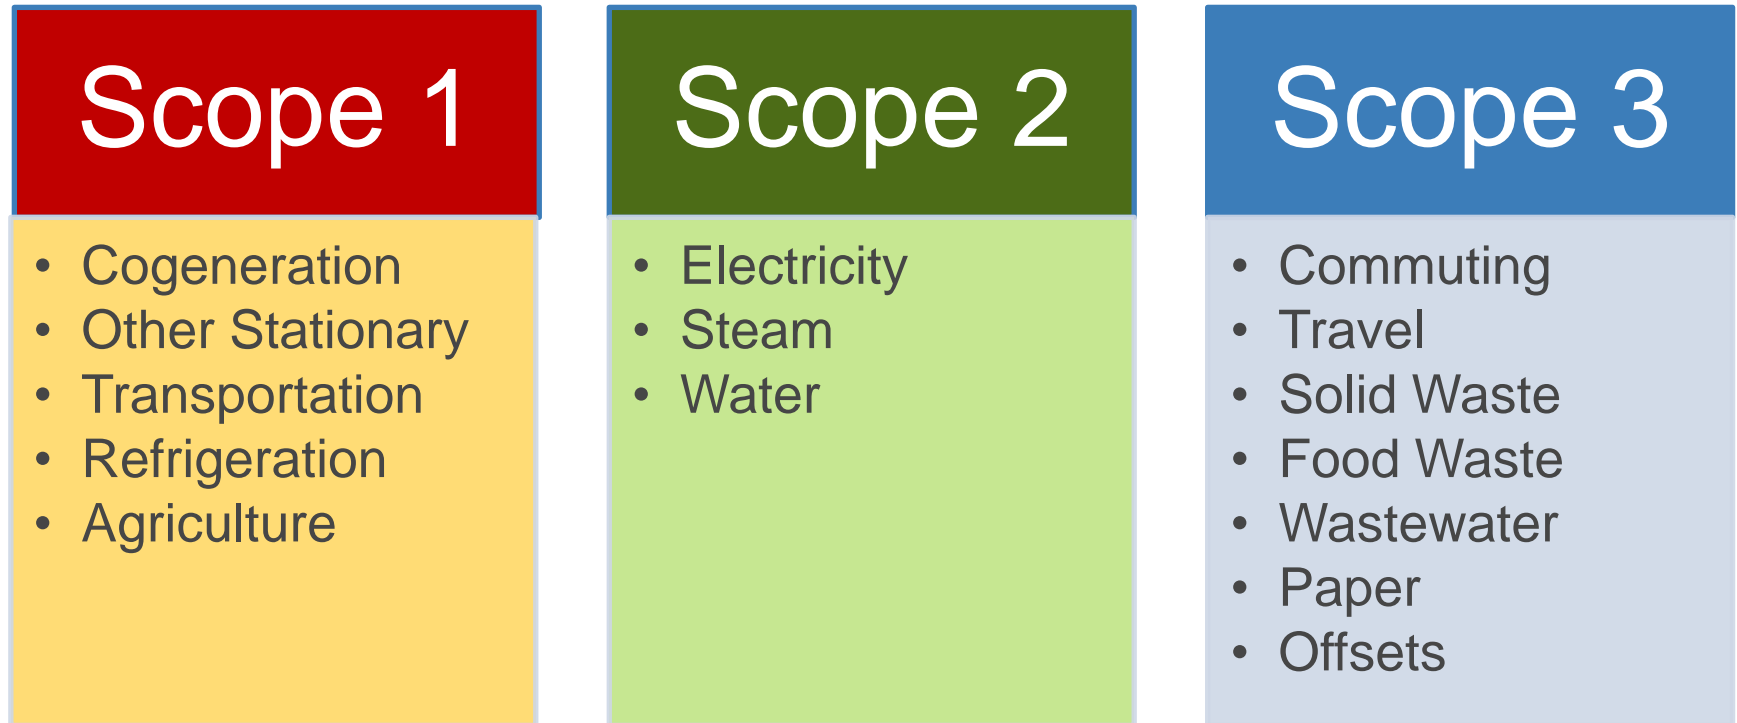 Scope 1
• Cogeneration
• Other Stationary
• Transportation
• Refrigeration
• Agriculture
Scope 2
• Electricity
• Steam
• Water
Scope 3
• Commuting
• Travel
• Solid Waste
• Food Waste
• Wastewater
• Paper
• Offsets